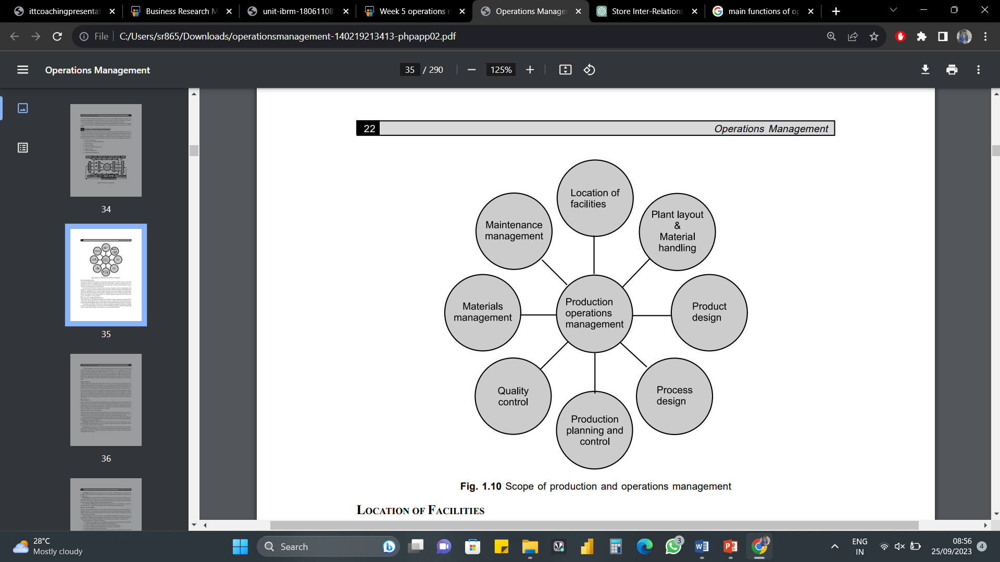 ittcoachingpresentat
Business Research M
unit-ibrm-18061108
Week 5 operations r
Operations Manage
Store Inter-Relations
main functions of op
File
C:/Users/sr865/Downloads/operationsmanagement-140219213413-phpapp02.pdf
Operations Management
35 / 290
125%
34
35
36
22
Operations Management
Location of
facilities
Plant layout
&
Material
handling
Product
design
Process
design
Production
planning and
control
Quality
control
Materials
management
Maintenance
management
Production
operations
management
Fig. 1.10 Scope of production and operations management
LOCATION OF FACILITIES
28°C
Mostly cloudy
Search
3
ENG
IN
08:56
25/09/2023
4